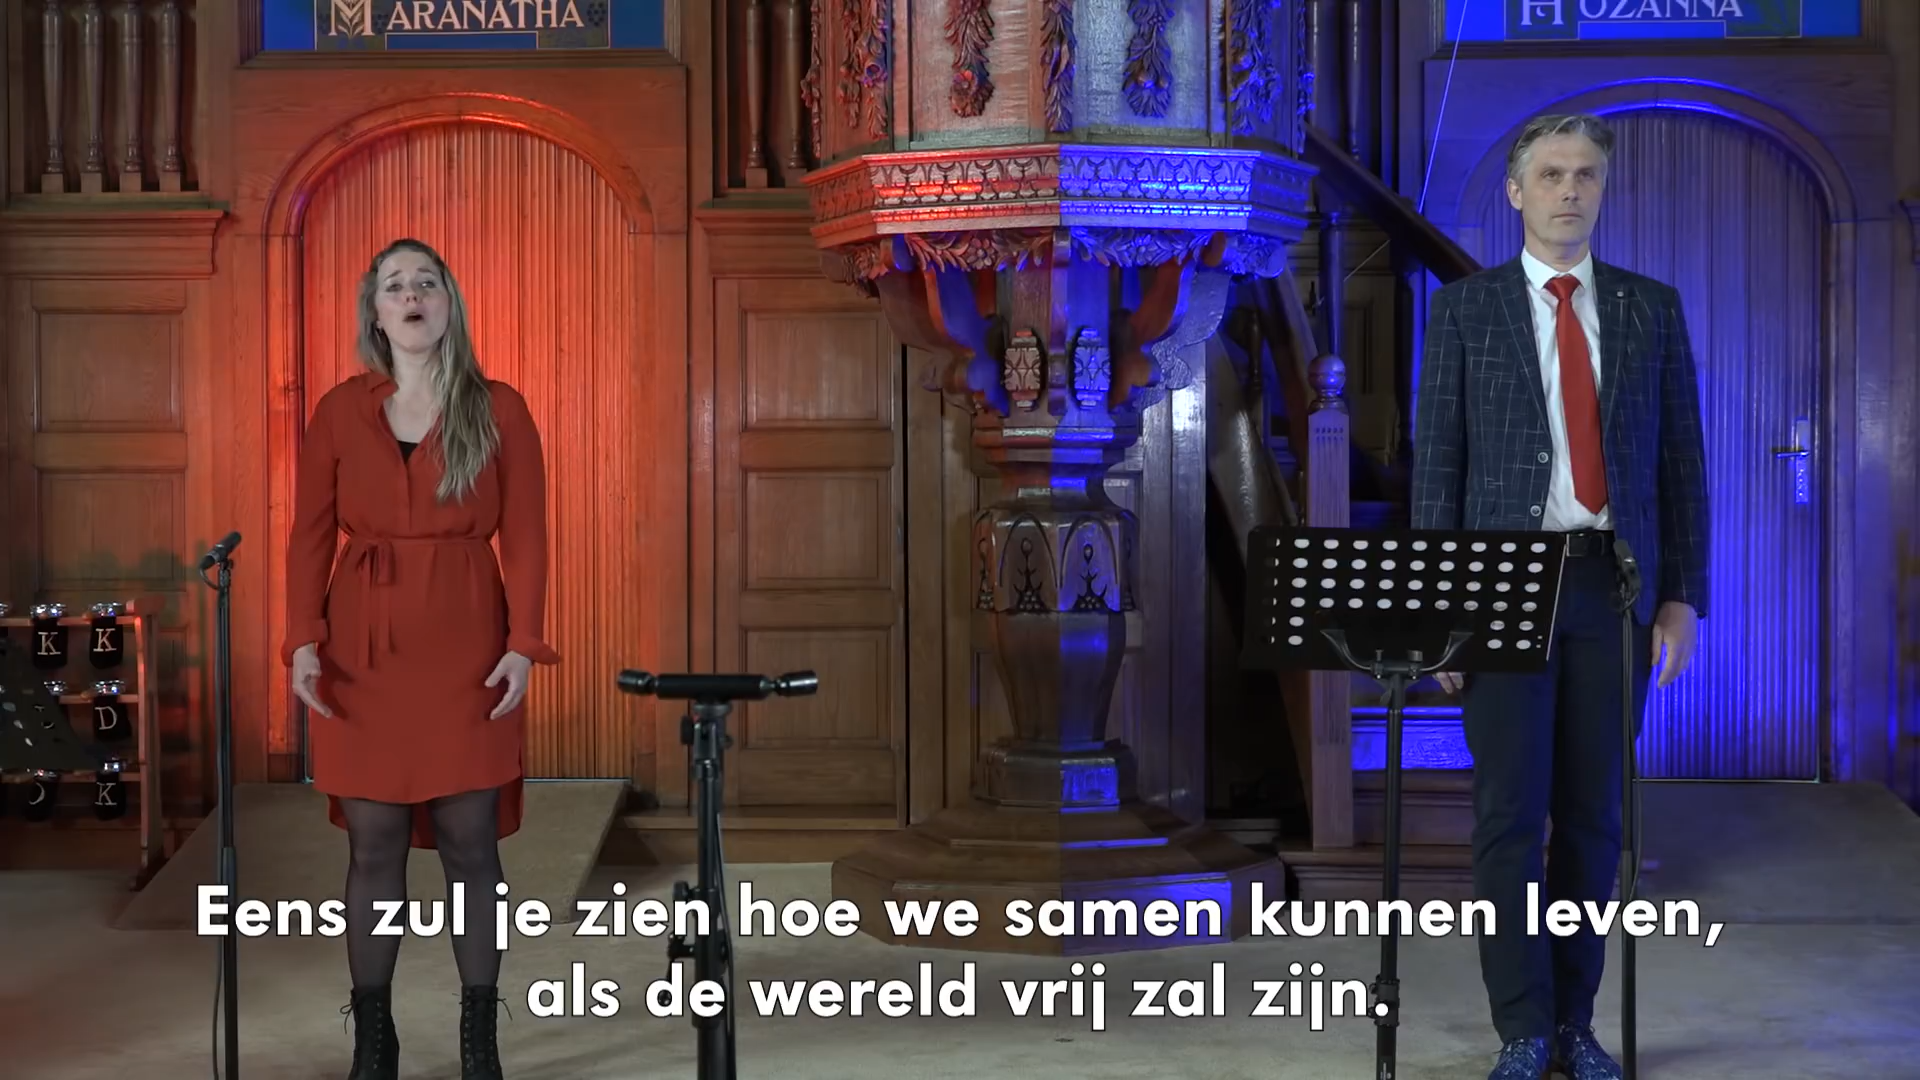 MARANATHA
HOZANNA
K K
D
K
Eens zul je zien hoe we samen kunnen leven,
als de wereld vrij zal zijn.